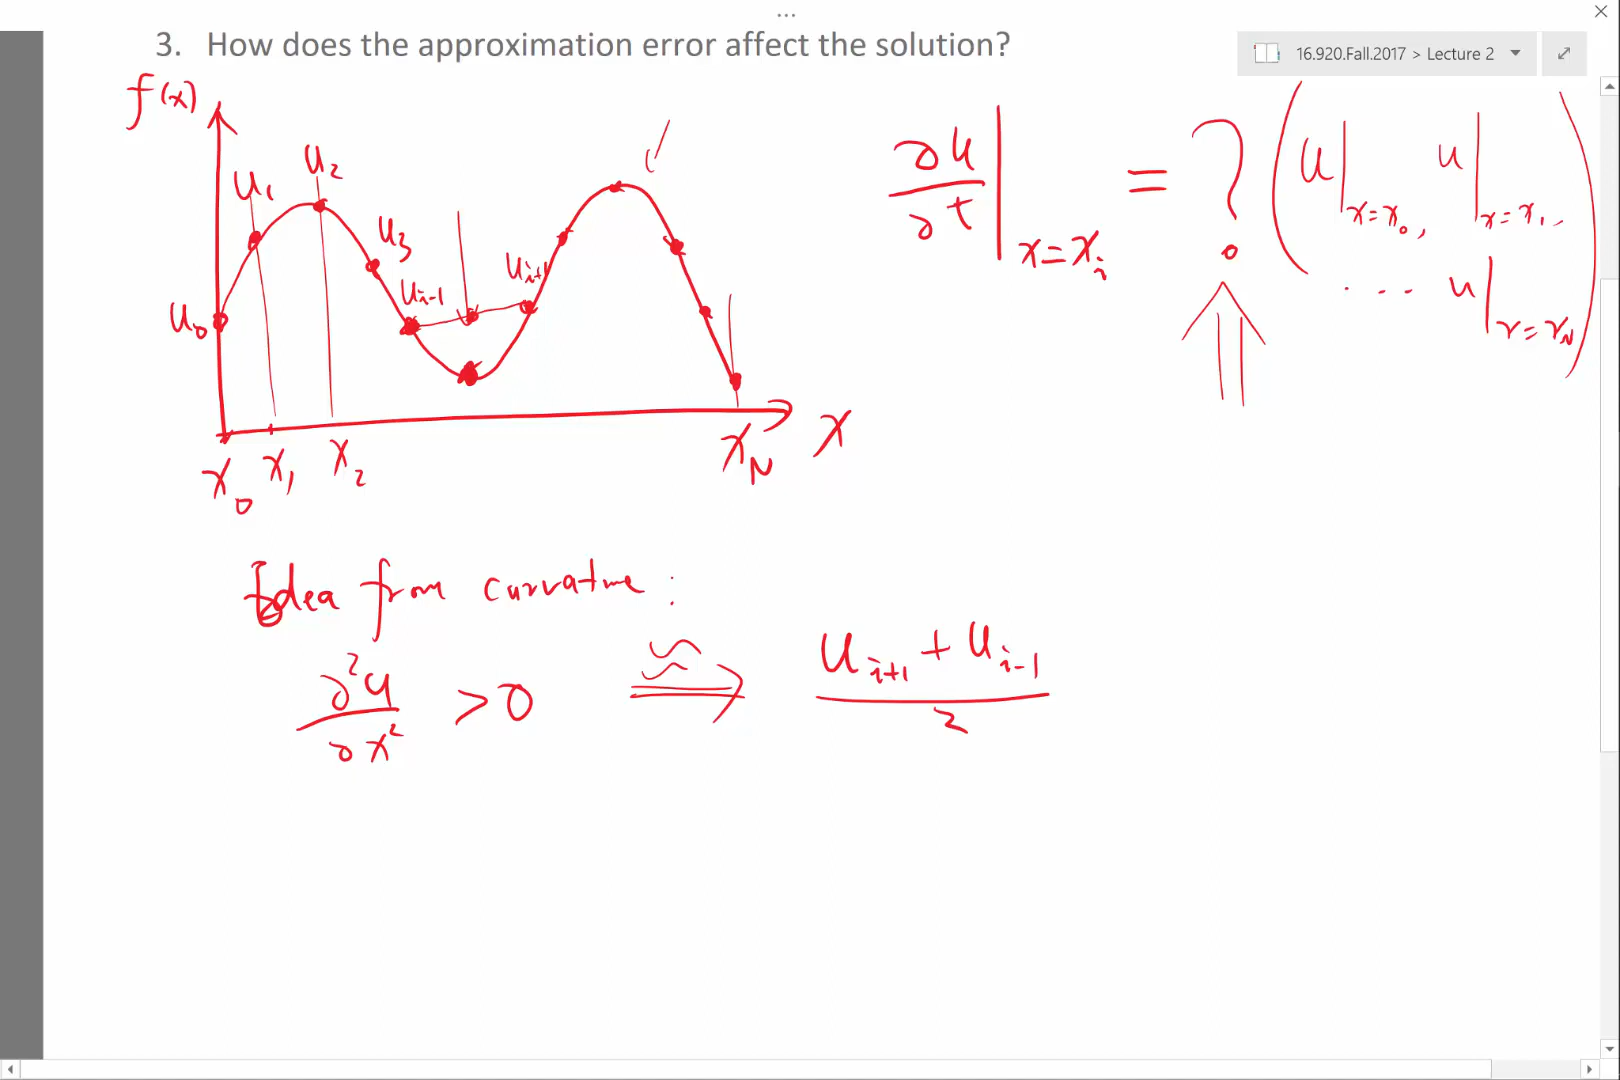 3. How does the approximation error affect the solution?
16.920.Fall.2017 > Lecture 2
f(x)
u₀
u₁
u₂
u₃
uᵢ₋₁
uᵢ₊₁
x₀ x₁ x₂ x_N x
∂u/∂t |x=xᵢ = ? ( u|x=x₀, u|x=x₁,
... u|x=x_N )
Idea from curvature :
∂²u/∂x² > 0 ≈⇒ (uᵢ₊₁ + uᵢ₋₁)/2